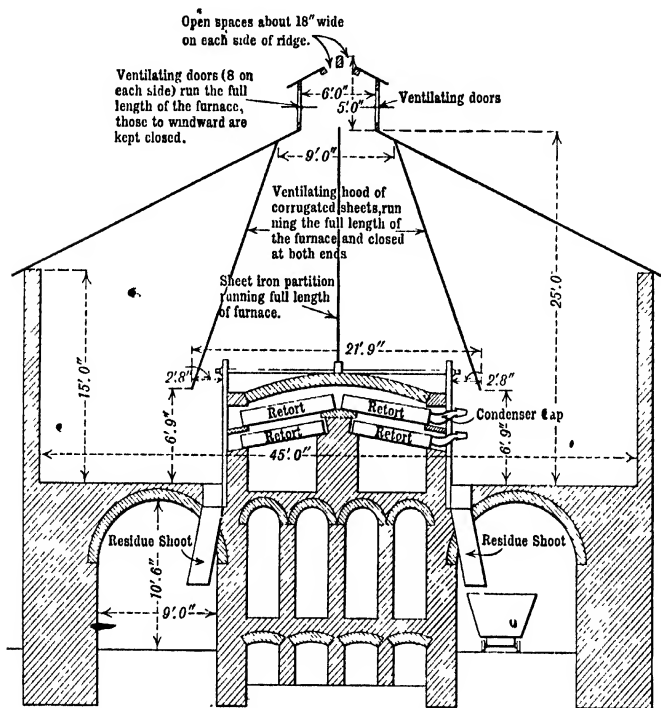 Open spaces about 18" wide
on each side of ridge.
Ventilating doors (8 on
each side) run the full
length of the furnace,
those to windward are
kept closed.
6'.0"
5'.0"
Ventilating doors
9'.0"
Ventilating hood of
corrugated sheets,run
ning the full length of
the furnace and closed
at both ends
Sheet iron partition
running full length
of furnace.
25'.0
15'.0"
21'.9"
2'.8"
2'.8"
6'.9"
6'.9"
Retort
Retort
Condenser Cap
Retort
Retort
45'.0"
Residue Shoot
Residue Shoot
10'.6"
9'.0"